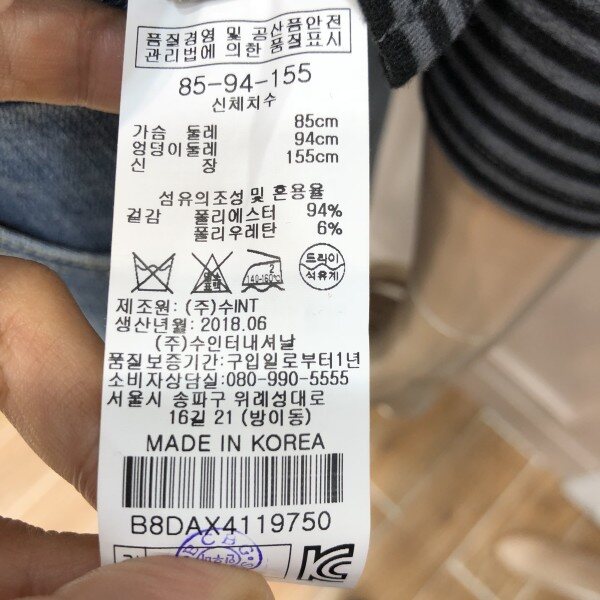 품질경영 및 공산품안전
관리법에 의한 품질표시
85-94-155
신체치수
가슴 둘레 85cm
엉덩이둘레 94cm
신 장 155cm
섬유의조성 및 혼용율
겉감 폴리에스터 94%
폴리우레탄 6%
2
140-160℃
드라이
석유계
제조원: (주)수INT
생산년월: 2018.06
(주)수인터내셔날
품질보증기간:구입일로부터1년
소비자상담실:080-990-5555
서울시 송파구 위례성대로
16길 21 (방이동)
MADE IN KOREA
B8DAX4119750